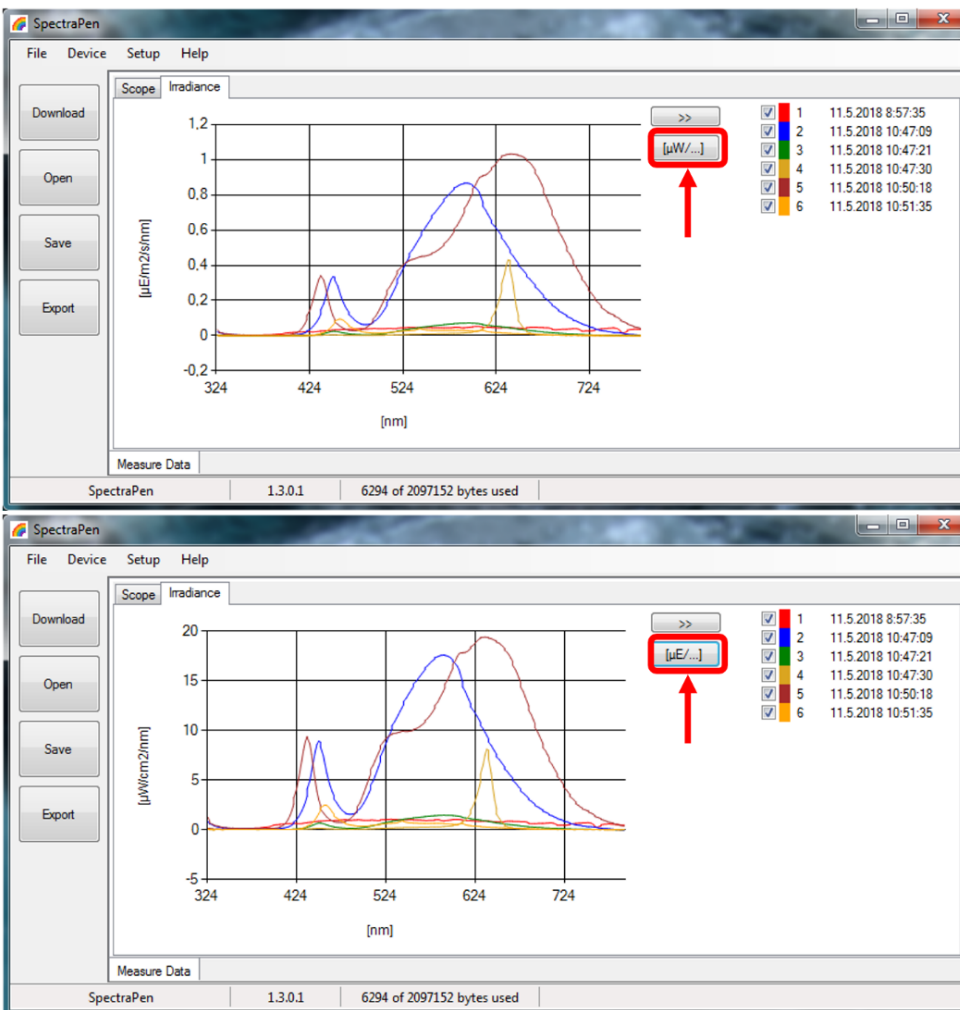 SpectraPen
File Device Setup Help
Download
Open
Save
Export
Scope Irradiance
1,2
1
0,8
0,6
0,4
0,2
0
-0,2
[µE/m2/s/nm]
324 424 524 624 724
[nm]
>>
[µW/...]
1 11.5.2018 8:57:35
2 11.5.2018 10:47:09
3 11.5.2018 10:47:21
4 11.5.2018 10:47:30
5 11.5.2018 10:50:18
6 11.5.2018 10:51:35
Measure Data
SpectraPen 1.3.0.1 6294 of 2097152 bytes used
SpectraPen
File Device Setup Help
Download
Open
Save
Export
Scope Irradiance
20
15
10
5
0
-5
[µW/cm2/nm]
324 424 524 624 724
[nm]
>>
[µE/...]
1 11.5.2018 8:57:35
2 11.5.2018 10:47:09
3 11.5.2018 10:47:21
4 11.5.2018 10:47:30
5 11.5.2018 10:50:18
6 11.5.2018 10:51:35
Measure Data
SpectraPen 1.3.0.1 6294 of 2097152 bytes used